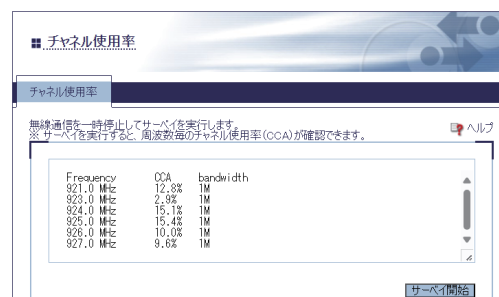 チャネル使用率
チャネル使用率
無線通信を一時停止してサーベイを実行します。
※ サーベイを実行すると、周波数毎のチャネル使用率(CCA)が確認できます。
ヘルプ
Frequency CCA bandwidth
921.0 MHz 12.8% 1M
923.0 MHz 2.9% 1M
924.0 MHz 15.1% 1M
925.0 MHz 15.4% 1M
926.0 MHz 10.0% 1M
927.0 MHz 9.6% 1M
サーベイ開始